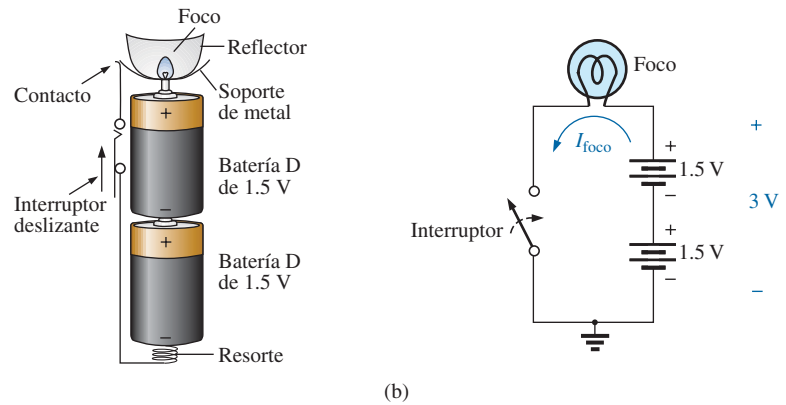 Foco
Reflector
Contacto
Soporte
de metal
+
Batería D
de 1.5 V
Interruptor
deslizante
–
+
Batería D
de 1.5 V
–
Resorte
Foco
I foco
+
+
1.5 V
–
3 V
Interruptor
+
1.5 V
–
–
(b)